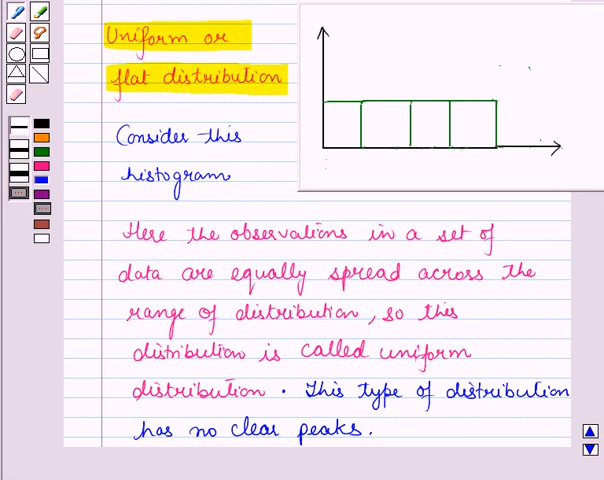 Uniform or
flat distribution
Consider this
histogram
Here the observations in a set of
data are equally spread across the
range of distribution, so this
distribution is called uniform
distribution. This type of distribution
has no clear peaks.